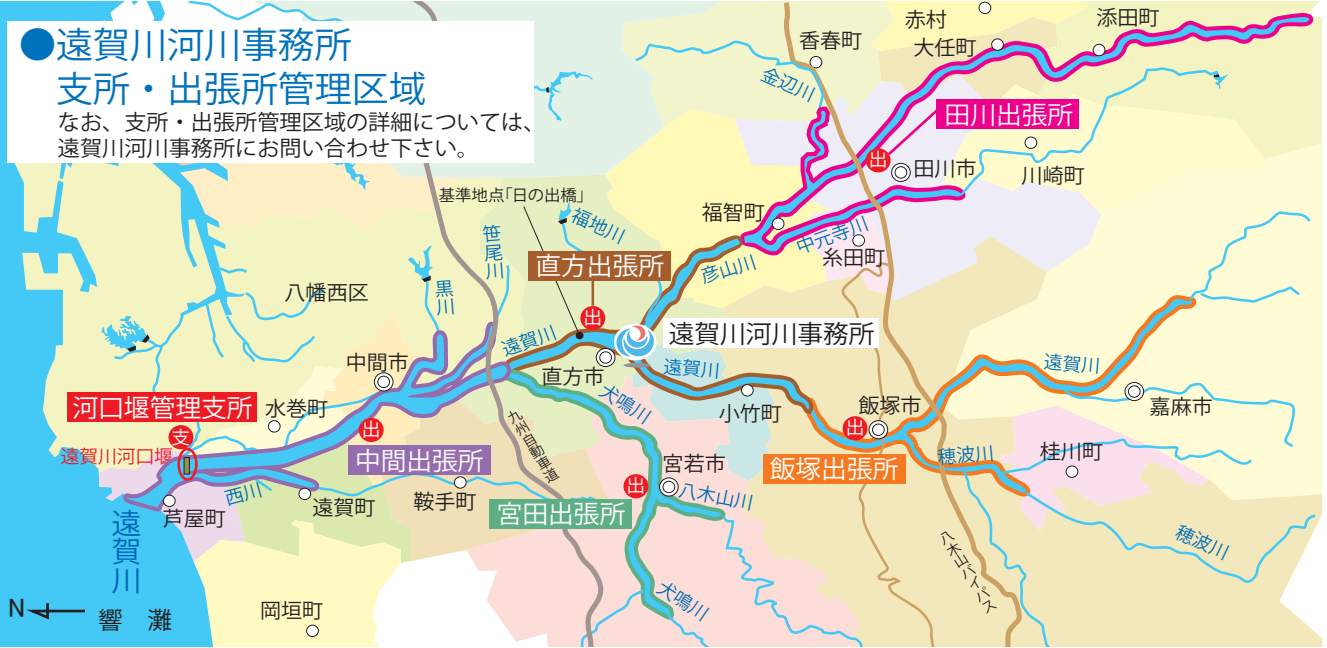 ●遠賀川河川事務所
支所・出張所管理区域
なお、支所・出張所管理区域の詳細については、
遠賀川河川事務所にお問い合わせ下さい。
赤村
添田町
大任町
香春町
金辺川
田川出張所
出
田川市
川崎町
基準地点「日の出橋」
福地川
福智町
中元寺川
糸田町
笹尾川
直方出張所
彦山川
黒川
八幡西区
出
遠賀川
遠賀川河川事務所
中間市
直方市
遠賀川
遠賀川
小竹町
嘉麻市
河口堰管理支所
水巻町
犬鳴川
飯塚市
出
支
出
九州自動車道
遠賀川河口堰
中間出張所
宮若市
飯塚出張所
穂波川
桂川町
出
西川
遠賀町
鞍手町
宮田出張所
八木山川
芦屋町
遠賀川
穂波川
八木山バイパス
犬鳴川
N
響灘
岡垣町